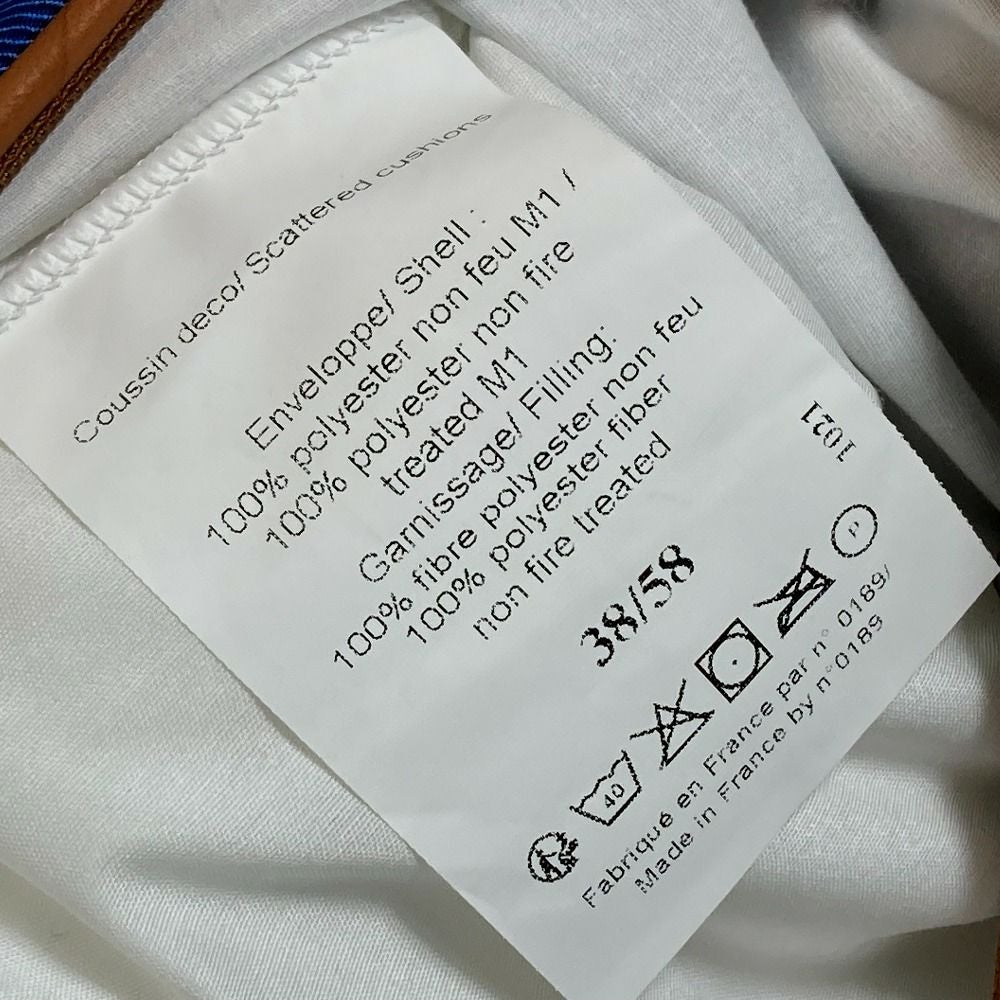 Coussin deco/ Scattered cushions
Enveloppe/ Shell :
100% polyester non feu M1 /
100% polyester non fire
treated M1
Garnissage/ Filling:
100% fibre polyester non feu
100% polyester fiber
non fire treated
1021
38/58
40
P
Fabriqué en France par n° 0189/
Made in France by n°0189